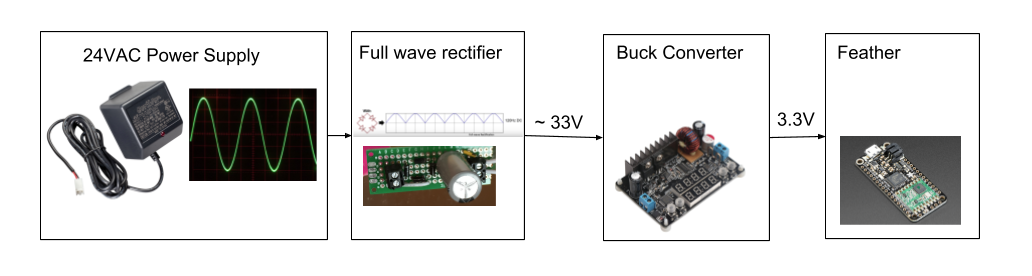 24VAC Power Supply
Full wave rectifier
~ 33V
Buck Converter
3.3V
Feather